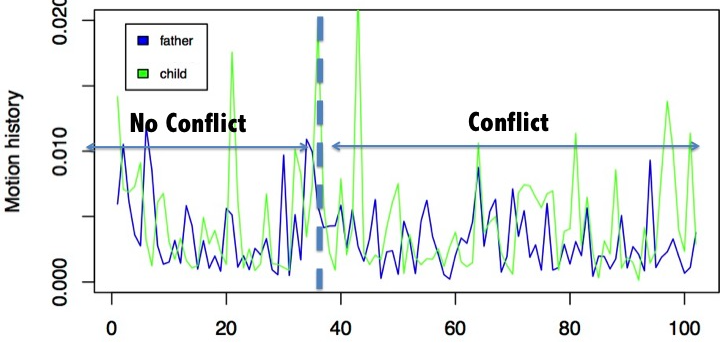 0.020
father
child
No Conflict
Conflict
0.010
Motion history
0.000
0 20 40 60 80 100